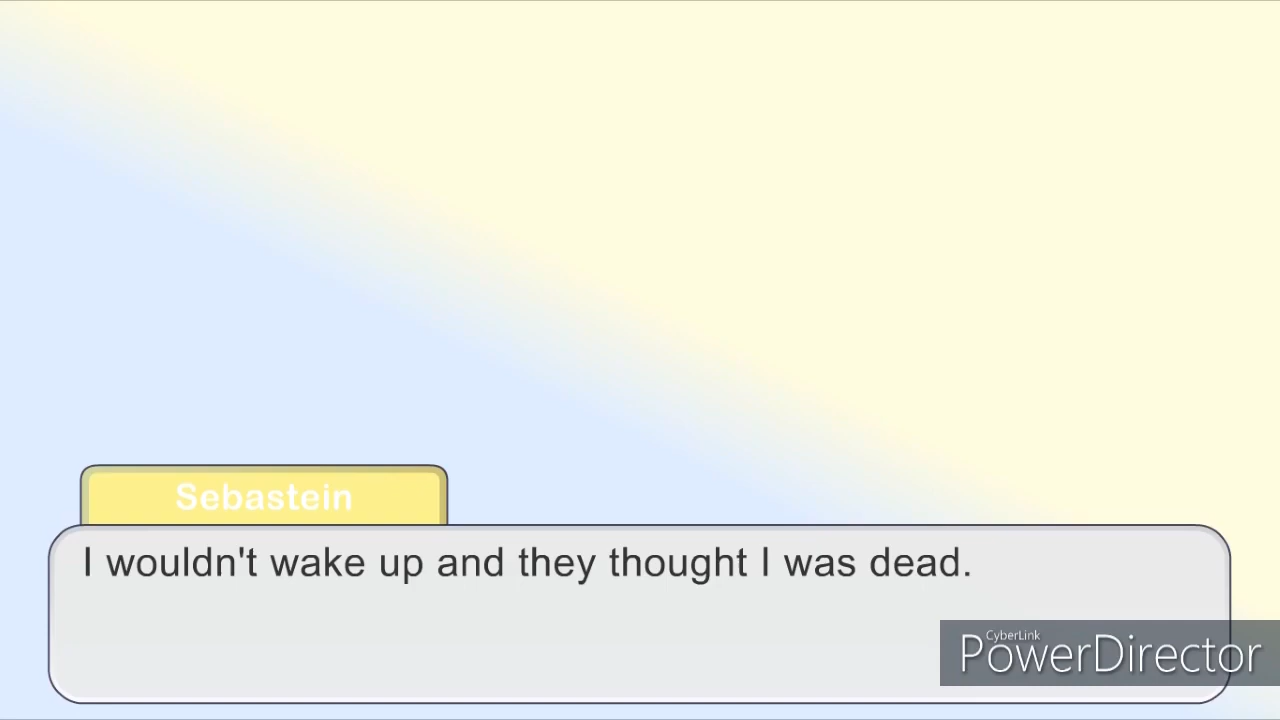 Sebastein
I wouldn't wake up and they thought I was dead.
CyberLink
PowerDirector